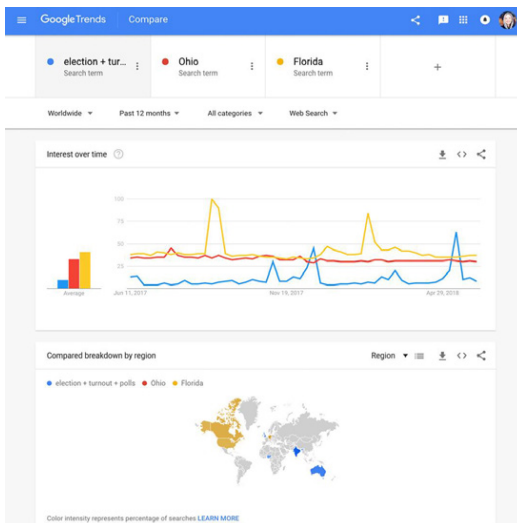 Google Trends Compare
election + tur... Ohio Florida
Search term Search term Search term
+
Worldwide Past 12 months All categories Web Search
Interest over time
100
75
50
25
Average Jun 11, 2017 Nov 19, 2017 Apr 29, 2018
Compared breakdown by region Region
election + turnout + polls Ohio Florida
Color intensity represents percentage of searches LEARN MORE